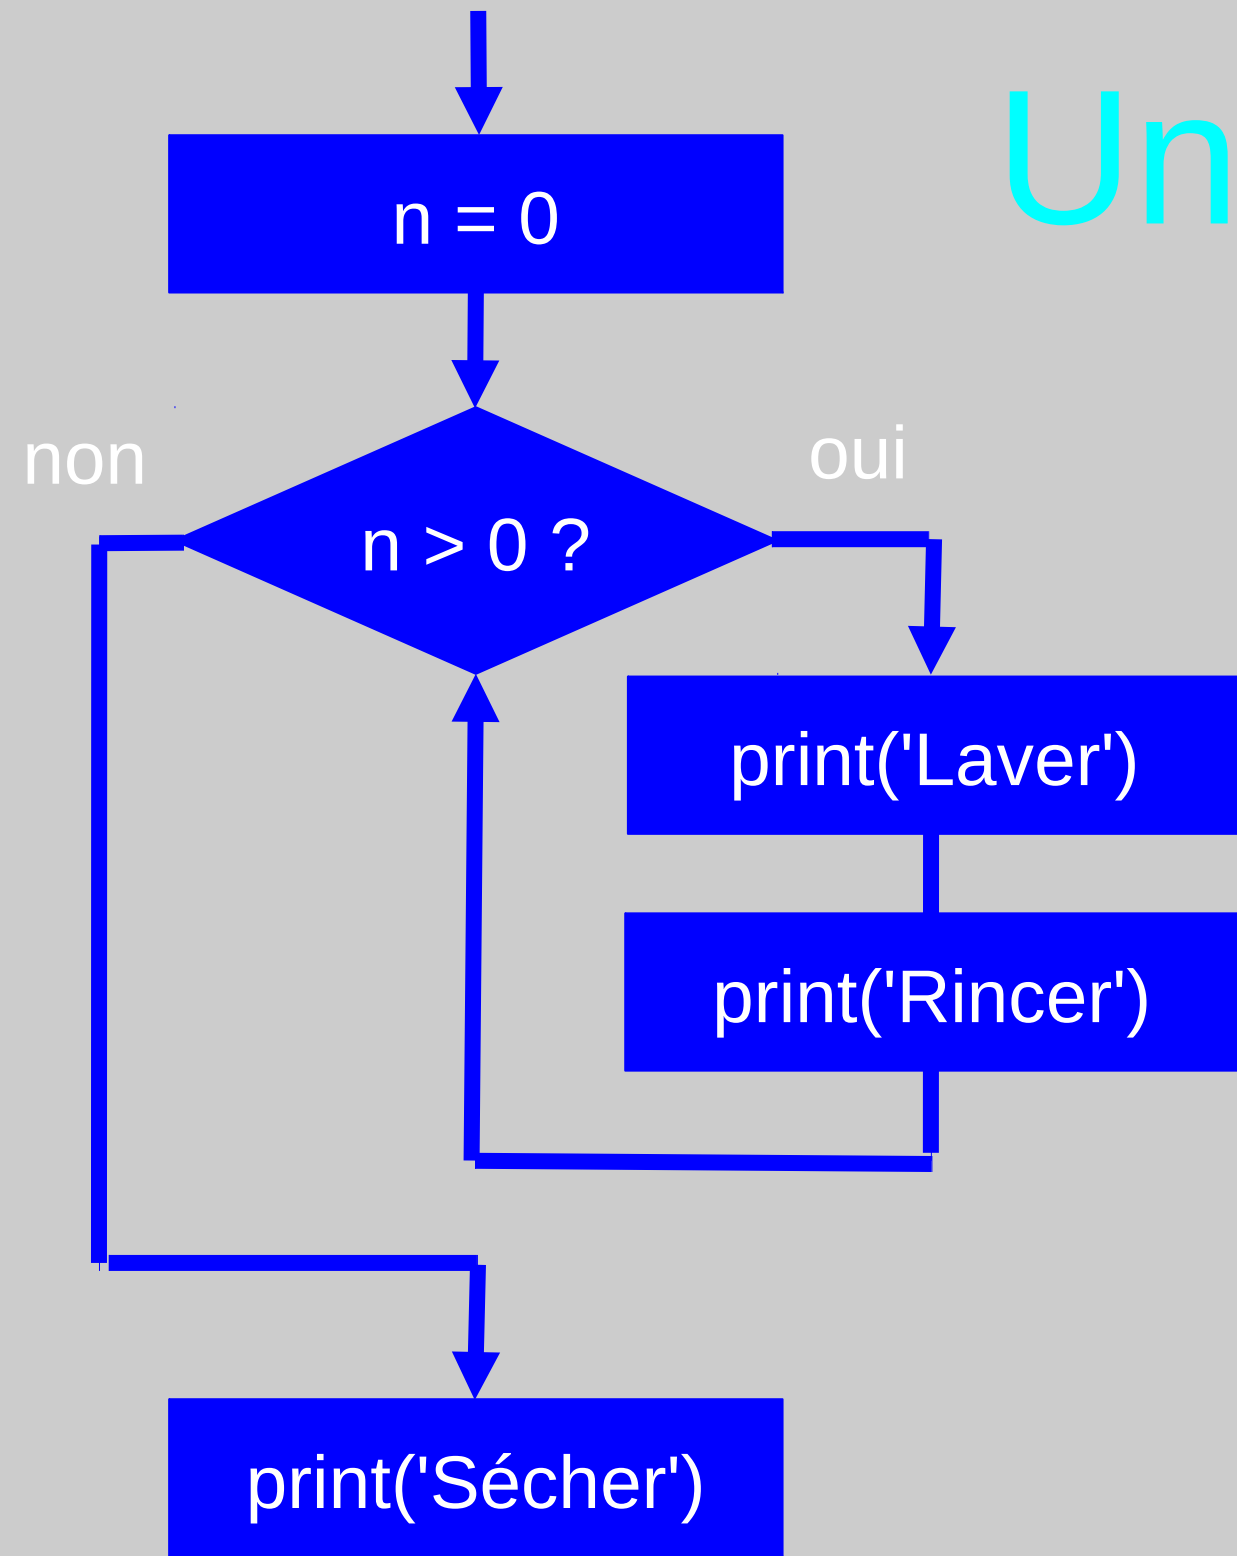 Un
n = 0
non
oui
n > 0 ?
print('Laver')
print('Rincer')
print('Sécher')